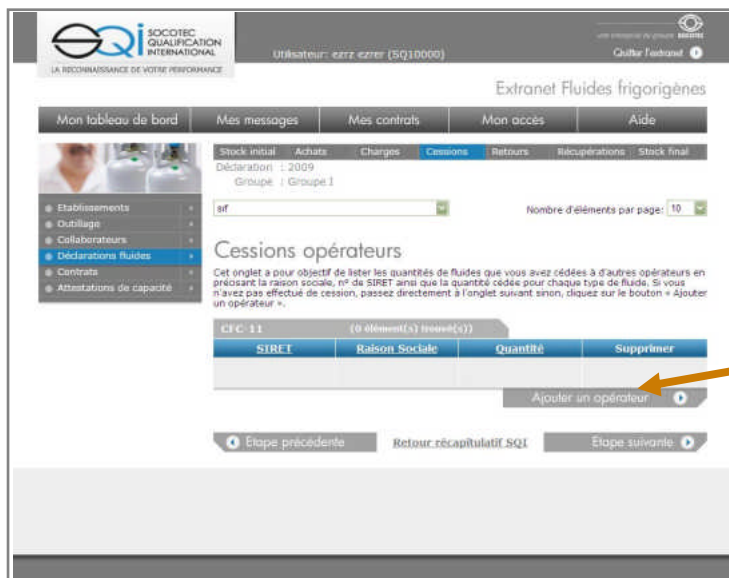 SQI SOCOTEC
QUALIFICATION
INTERNATIONAL
LA RECONNAISSANCE DE VOTRE PERFORMANCE
Utilisateur: ezrz ezrer (SQ10000)
SOCOTEC
Quitter l'extranet
Extranet Fluides frigorigènes
Mon tableau de bord Mes messages Mes contrats Mon accès Aide
Stock initial Achats Charges Cessions Retours Récupérations Stock final
Déclaration : 2009
Groupe : Groupe I
Etablissements
Outillage
Collaborateurs
Déclarations fluides
Contrats
Attestations de capacité
sif
Nombre d'éléments par page: 10
Cessions opérateurs
Cet onglet a pour objectif de lister les quantités de fluides que vous avez cédées à d'autres opérateurs en
précisant la raison sociale, n° de SIRET ainsi que la quantité cédée pour chaque type de fluide. Si vous
n'avez pas effectué de cession, passez directement à l'onglet suivant sinon, cliquez sur le bouton « Ajouter
un opérateur ».
CFC-11 (0 élément(s) trouvé(s))
SIRET Raison Sociale Quantité Supprimer
Ajouter un opérateur
Etape précédente Retour récapitulatif SQI Etape suivante